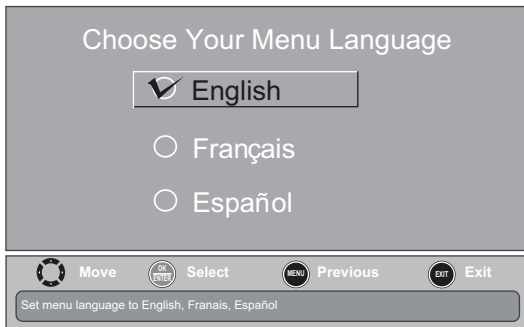 Choose Your Menu Language
English
Français
Español
Move OK ENTER Select MENU Previous EXIT Exit
Set menu language to English, Franais, Español